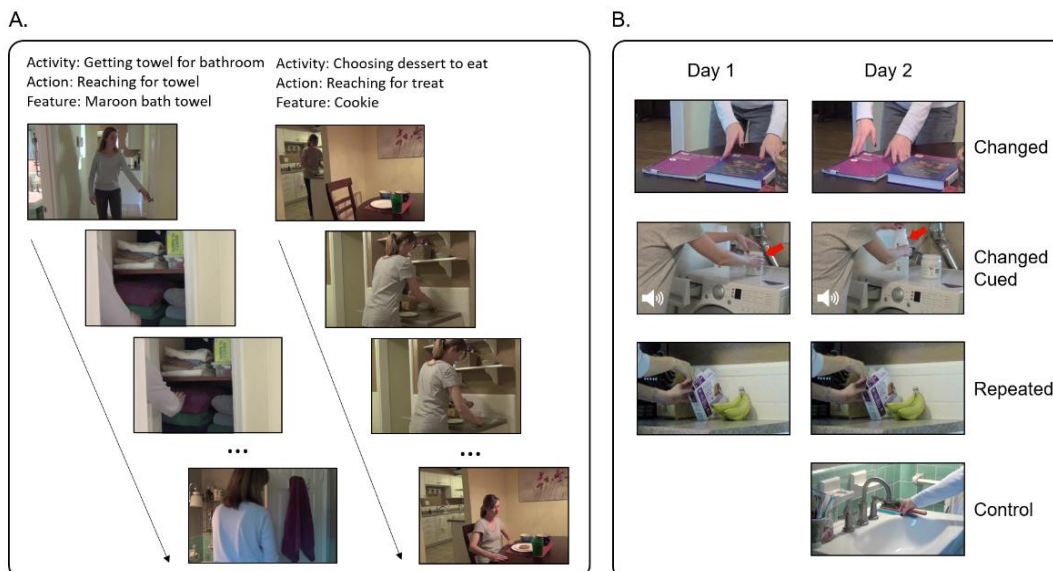 A.
Activity: Getting towel for bathroom
Action: Reaching for towel
Feature: Maroon bath towel
Activity: Choosing dessert to eat
Action: Reaching for treat
Feature: Cookie
...
...
B.
Day 1
Day 2
Changed
Changed
Cued
Repeated
Control